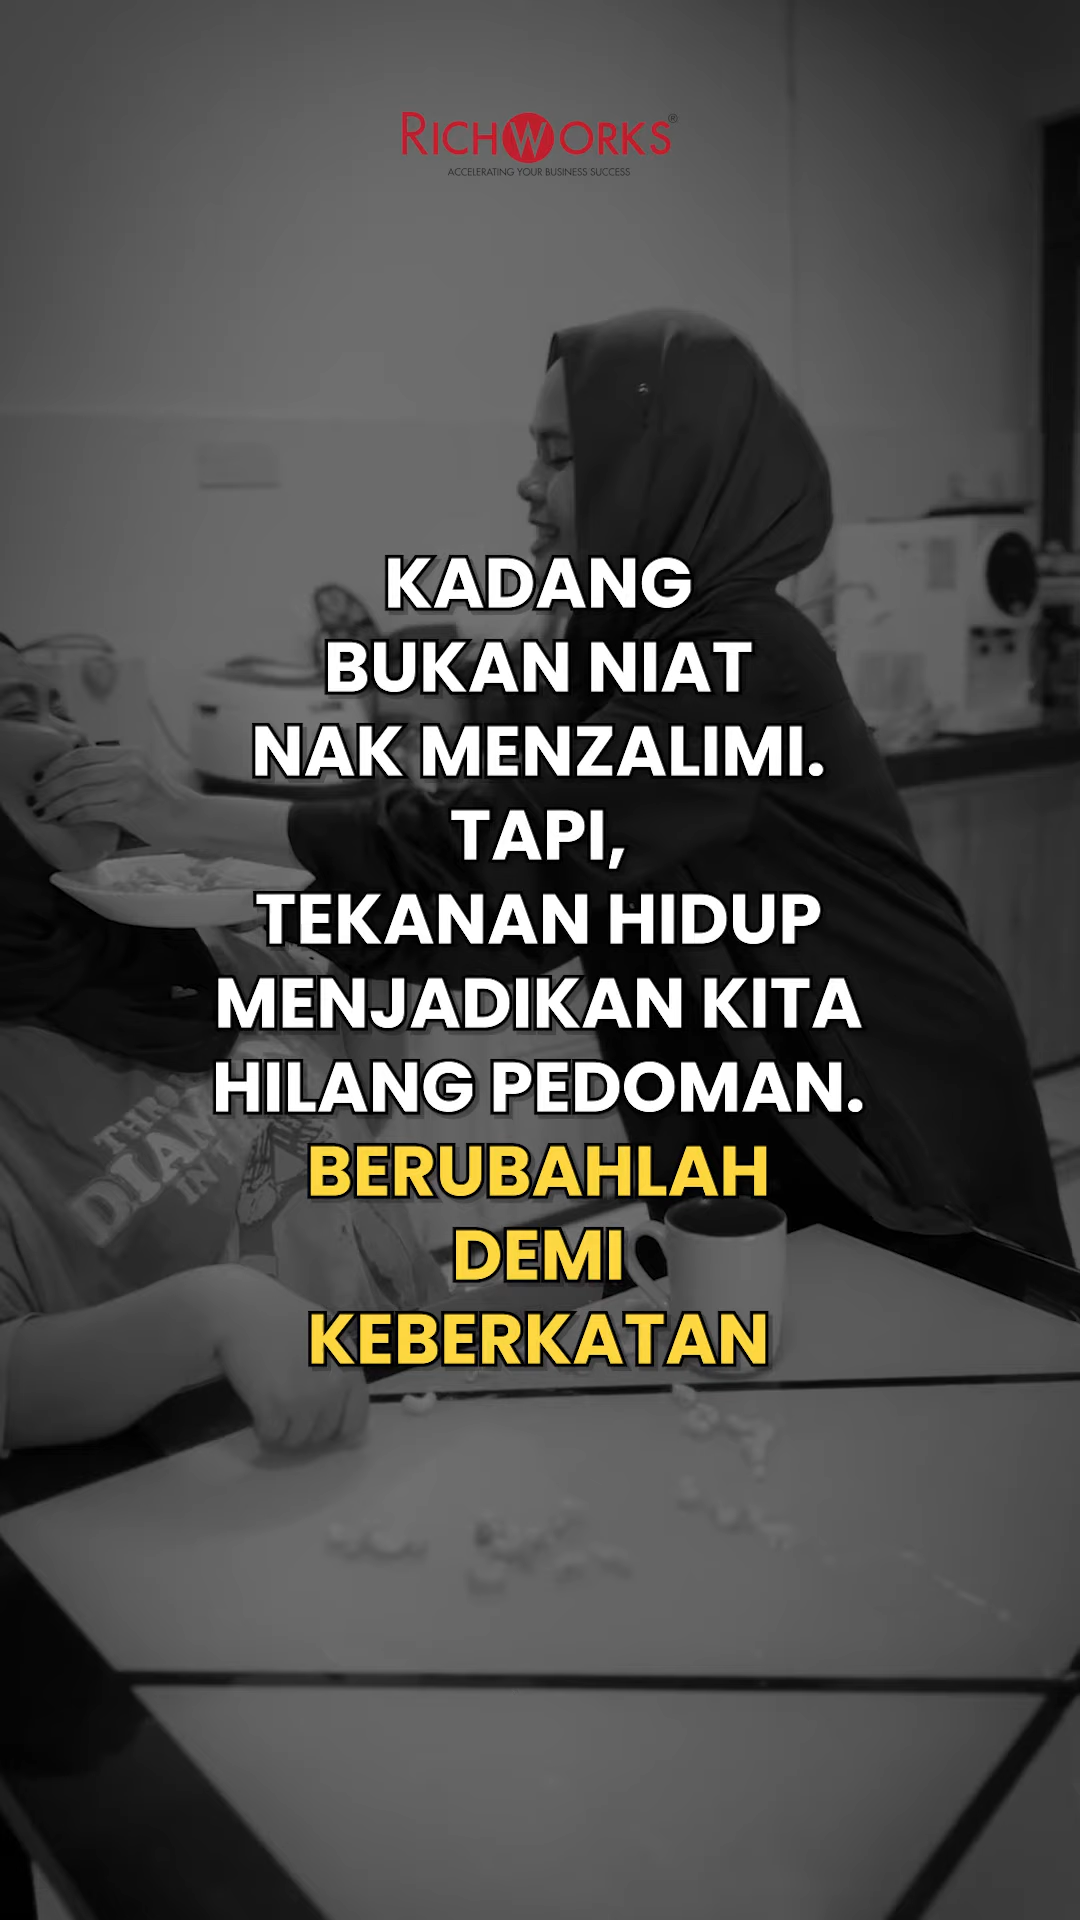 RICHWORKS®
ACCELERATING YOUR BUSINESS SUCCESS
KADANG
BUKAN NIAT
NAK MENZALIMI.
TAPI,
TEKANAN HIDUP
MENJADIKAN KITA
HILANG PEDOMAN.
BERUBAHLAH
DEMI
KEBERKATAN